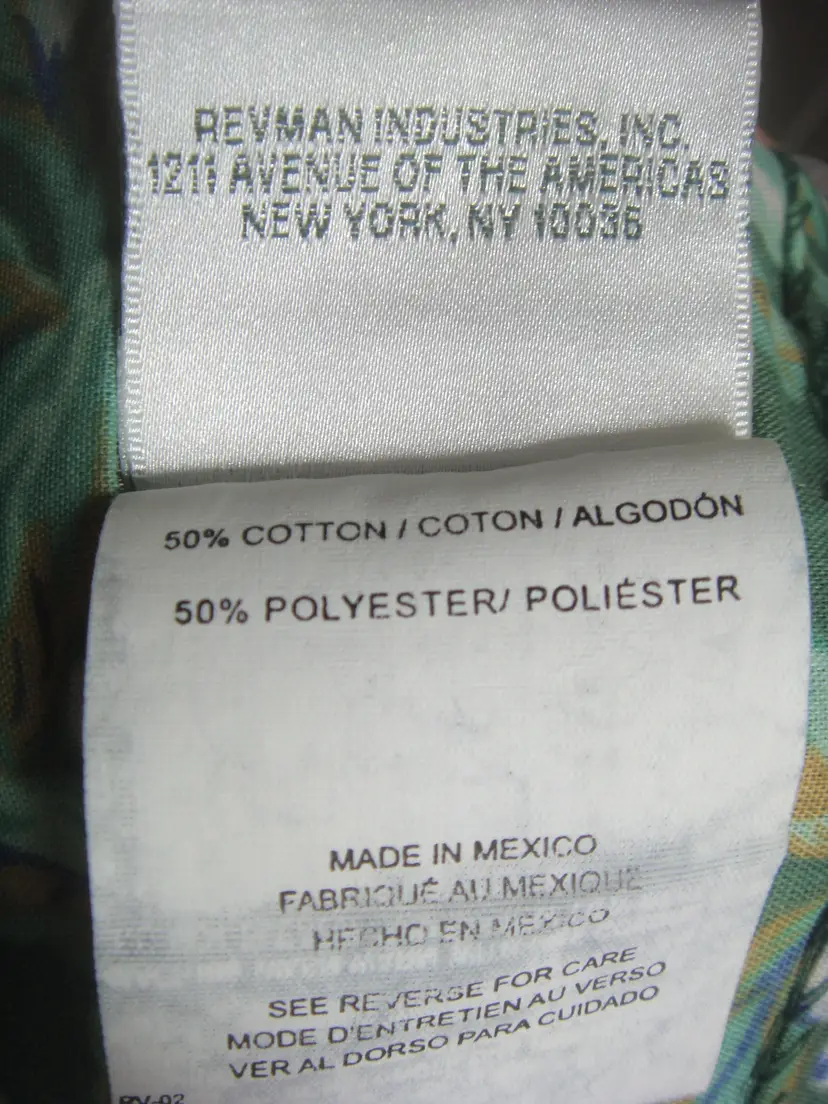 REVMAN INDUSTRIES, INC.
1211 AVENUE OF THE AMERICAS
NEW YORK, NY 10036
50% COTTON / COTON / ALGODÓN
50% POLYESTER/ POLIÉSTER
MADE IN MEXICO
FABRIQUÉ AU MEXIQUE
HECHO EN MEXICO
SEE REVERSE FOR CARE
MODE D'ENTRETIEN AU VERSO
VER AL DORSO PARA CUIDADO
RV-02